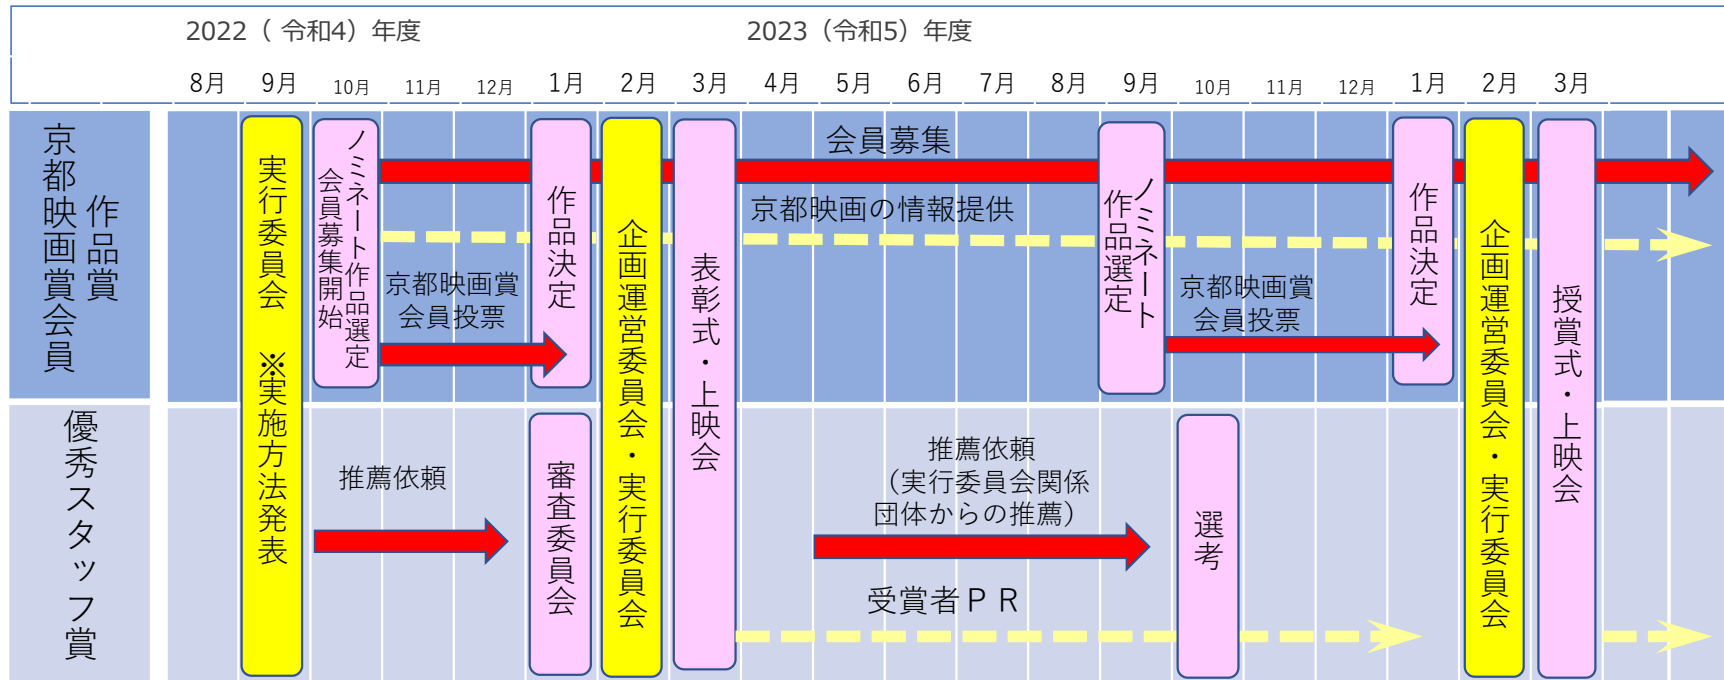 2022（ 令和4）年度
2023（令和5）年度
8月
9月
10月
11月
12月
1月
2月
3月
4月
5月
6月
7月
8月
9月
10月
11月
12月
1月
2月
3月
京都映画賞会員
作品賞
実行委員会　※実施方法発表
ノミネート作品選定
会員募集開始
京都映画賞
会員投票
作品決定
企画運営委員会・実行委員会
表彰式・上映会
会員募集
京都映画の情報提供
ノミネート
作品選定
京都映画賞
会員投票
作品決定
企画運営委員会・実行委員会
授賞式・上映会
優秀スタッフ賞
推薦依頼
審査委員会
推薦依頼
（実行委員会関係
団体からの推薦）
選考
受賞者ＰＲ